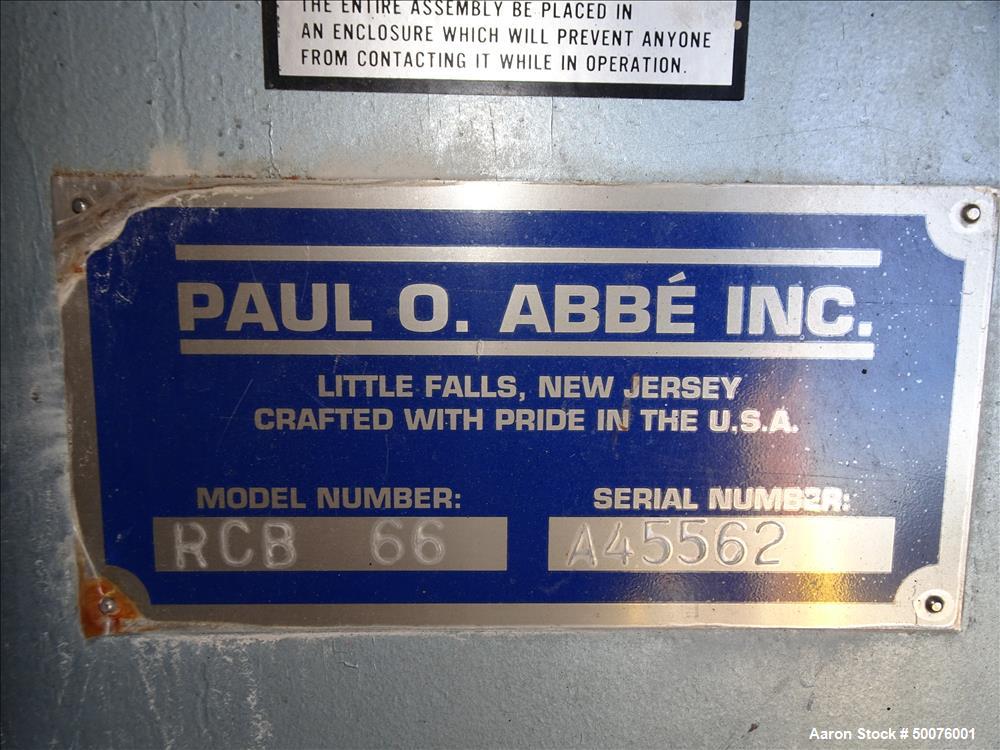 THE ENTIRE ASSEMBLY BE PLACED IN
AN ENCLOSURE WHICH WILL PREVENT ANYONE
FROM CONTACTING IT WHILE IN OPERATION.
PAUL O. ABBÉ INC.
LITTLE FALLS, NEW JERSEY
CRAFTED WITH PRIDE IN THE U.S.A.
MODEL NUMBER: SERIAL NUMBER:
RCB 66 A45562
Aaron Stock # 50076001